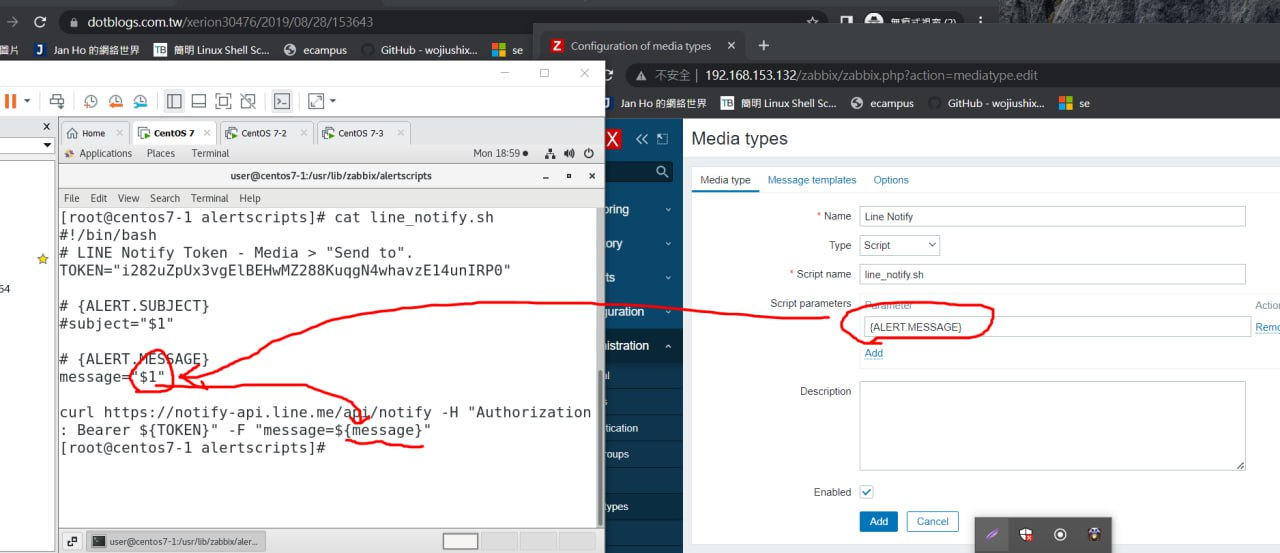 dotblogs.com.tw/xerion30476/2019/08/28/153643
無痕式視窗 (2)
圖片
Jan Ho 的網絡世界
簡明 Linux Shell Sc...
ecampus
GitHub - wojiushix...
se
Configuration of media types
不安全 | 192.168.153.132/zabbix/zabbix.php?action=mediatype.edit
Jan Ho 的網絡世界
TB 簡明 Linux Shell Sc...
ecampus
GitHub - wojiushix...
se
Home
CentOS 7
CentOS 7-2
CentOS 7-3
Applications Places Terminal
Mon 18:59
user@centos7-1:/usr/lib/zabbix/alertscripts
File Edit View Search Terminal Help
[root@centos7-1 alertscripts]# cat line_notify.sh
#!/bin/bash
# LINE Notify Token - Media > "Send to".
TOKEN="i282uZpUx3vgElBEHwMZ288KuqgN4whavzE14unIRP0"
# {ALERT.SUBJECT}
#subject="$1"
# {ALERT.MESSAGE}
message="$1"
curl https://notify-api.line.me/api/notify -H "Authorization
: Bearer ${TOKEN}" -F "message=${message}"
[root@centos7-1 alertscripts]#
user@centos7-1:/usr/lib/zabbix/aler...
54
X
oring
ory
ts
guration
nistration
al
s
tication
roups
types
Media types
Media type Message templates Options
* Name Line Notify
Type Script
* Script name line_notify.sh
Script parameters Parameter Action
{ALERT.MESSAGE} Remo
Add
Description
Enabled
Add Cancel